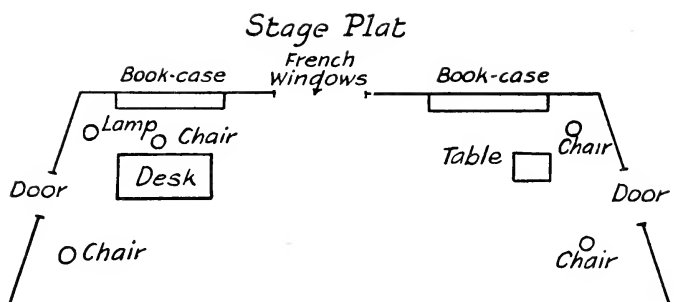 Stage Plat
French
Windows
Book-case
Book-case
Lamp
Chair
Chair
Table
Desk
Door
Door
Chair
Chair